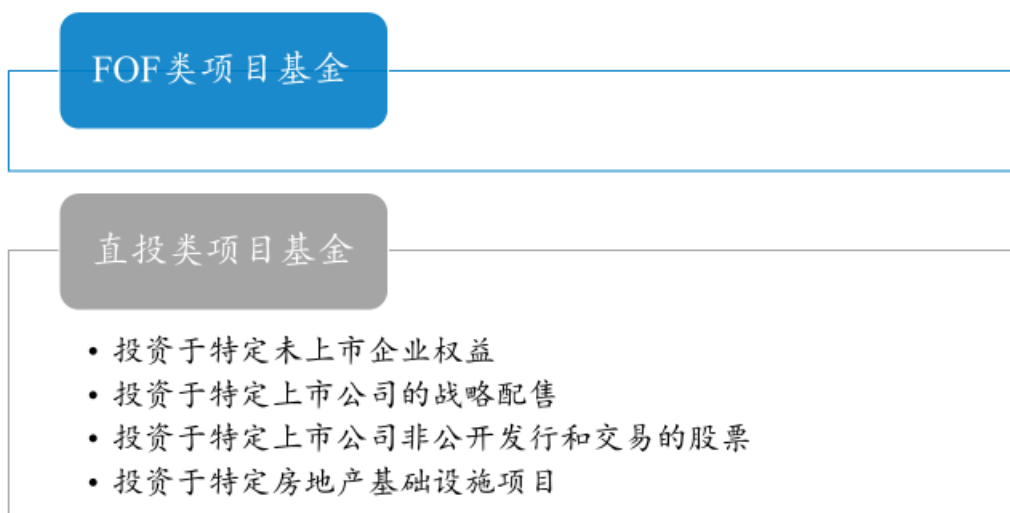 FOF类项目基金
直投类项目基金
• 投资于特定未上市企业权益
• 投资于特定上市公司的战略配售
• 投资于特定上市公司非公开发行和交易的股票
• 投资于特定房地产基础设施项目